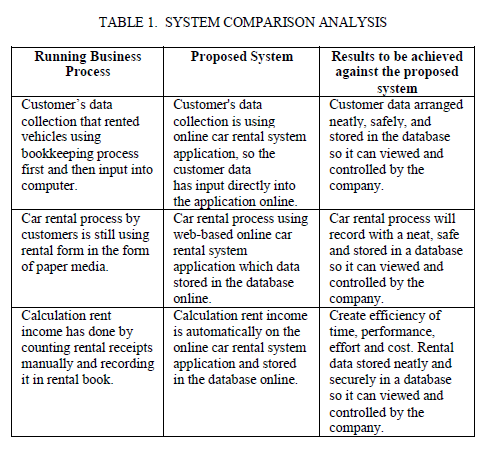 TABLE 1. SYSTEM COMPARISON ANALYSIS
Running Business
Process
Proposed System
Results to be achieved
against the proposed
system
Customer's data
collection that rented
vehicles using
bookkeeping process
first and then input into
computer.
Customer's data
collection is using
online car rental system
application, so the
customer data
has input directly into
the application online.
Customer data arranged
neatly, safely, and
stored in the database
so it can viewed and
controlled by the
company.
Car rental process by
customers is still using
rental form in the form
of paper media.
Car rental process using
web-based online car
rental system
application which data
stored in the database
online.
Car rental process will
record with a neat, safe
and stored in a database
so it can viewed and
controlled by the
company.
Calculation rent
income has done by
counting rental receipts
manually and recording
it in rental book.
Calculation rent income
is automatically on the
online car rental system
application and stored
in the database online.
Create efficiency of
time, performance,
effort and cost. Rental
data stored neatly and
securely in a database
so it can viewed and
controlled by the
company.